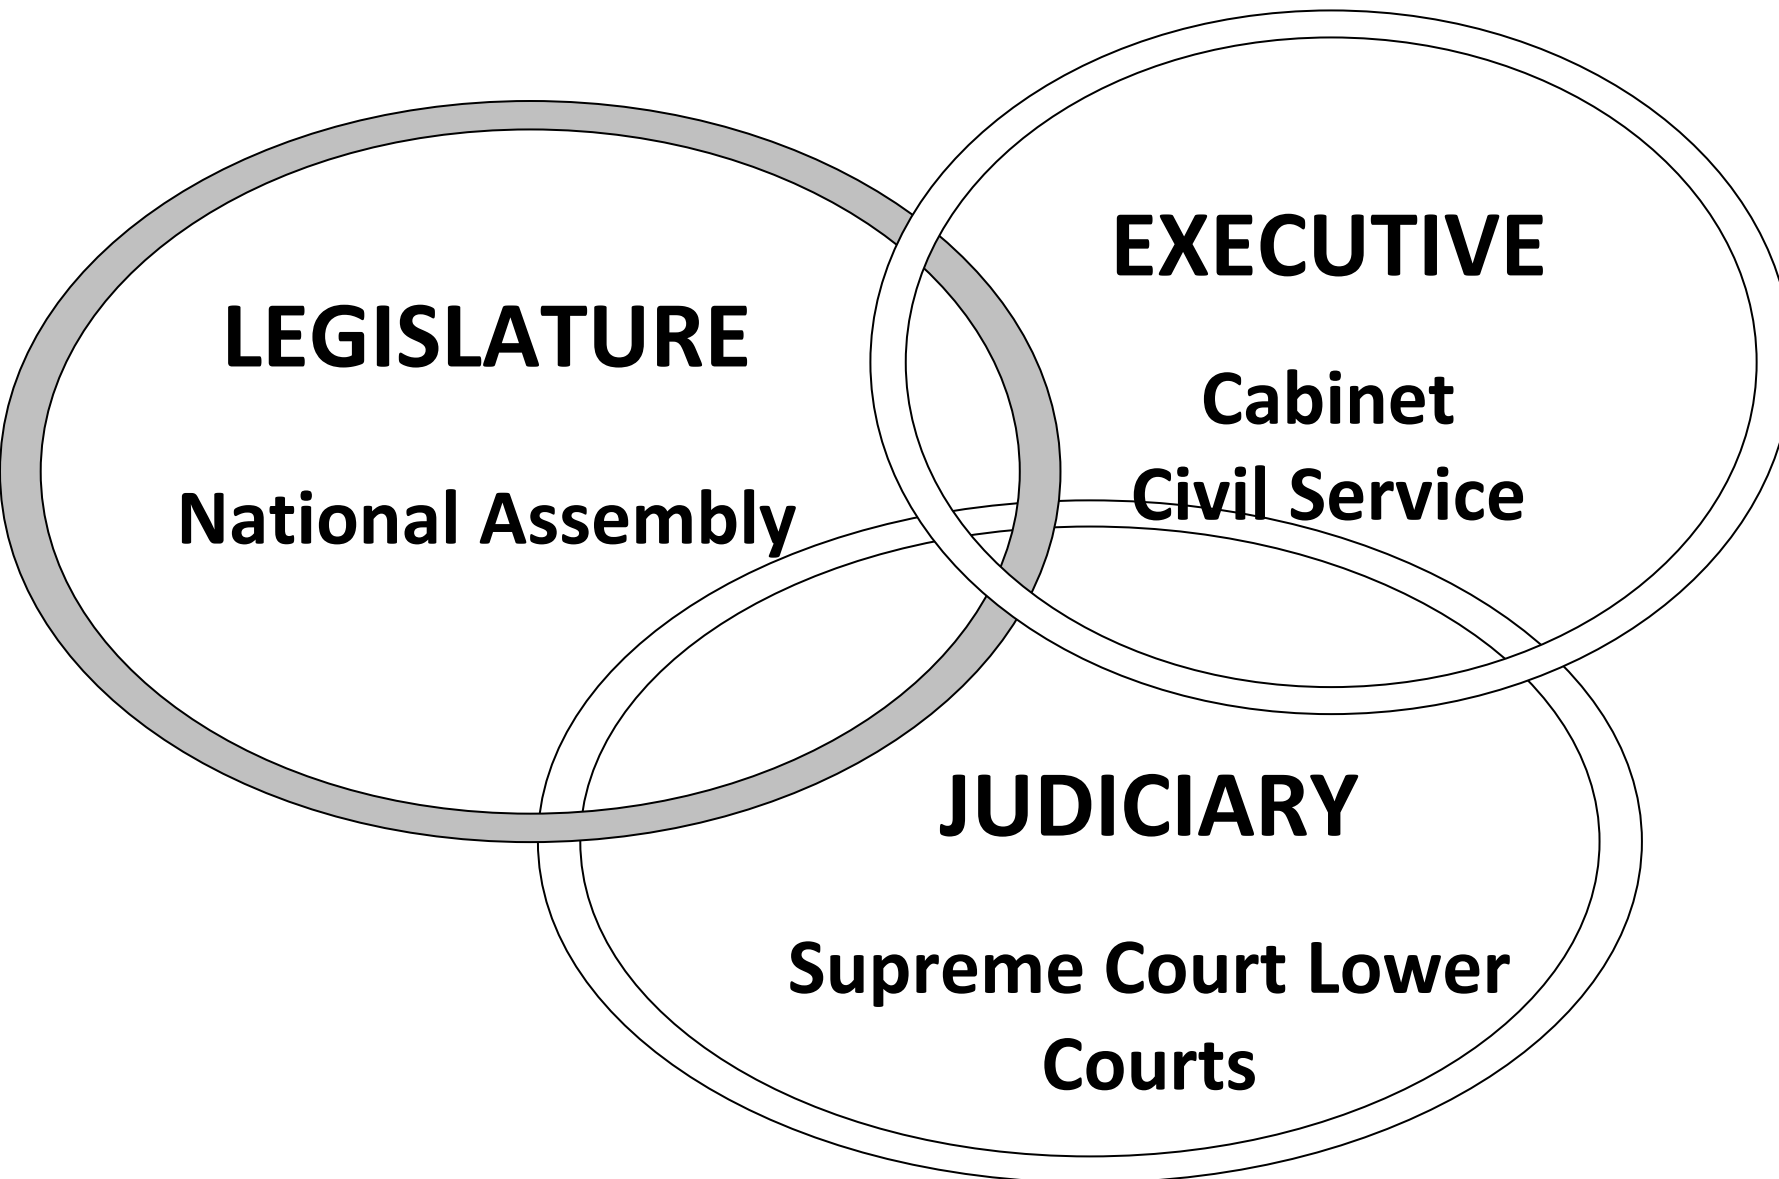 LEGISLATURE
National Assembly
EXECUTIVE
Cabinet
Civil Service
JUDICIARY
Supreme Court Lower
Courts